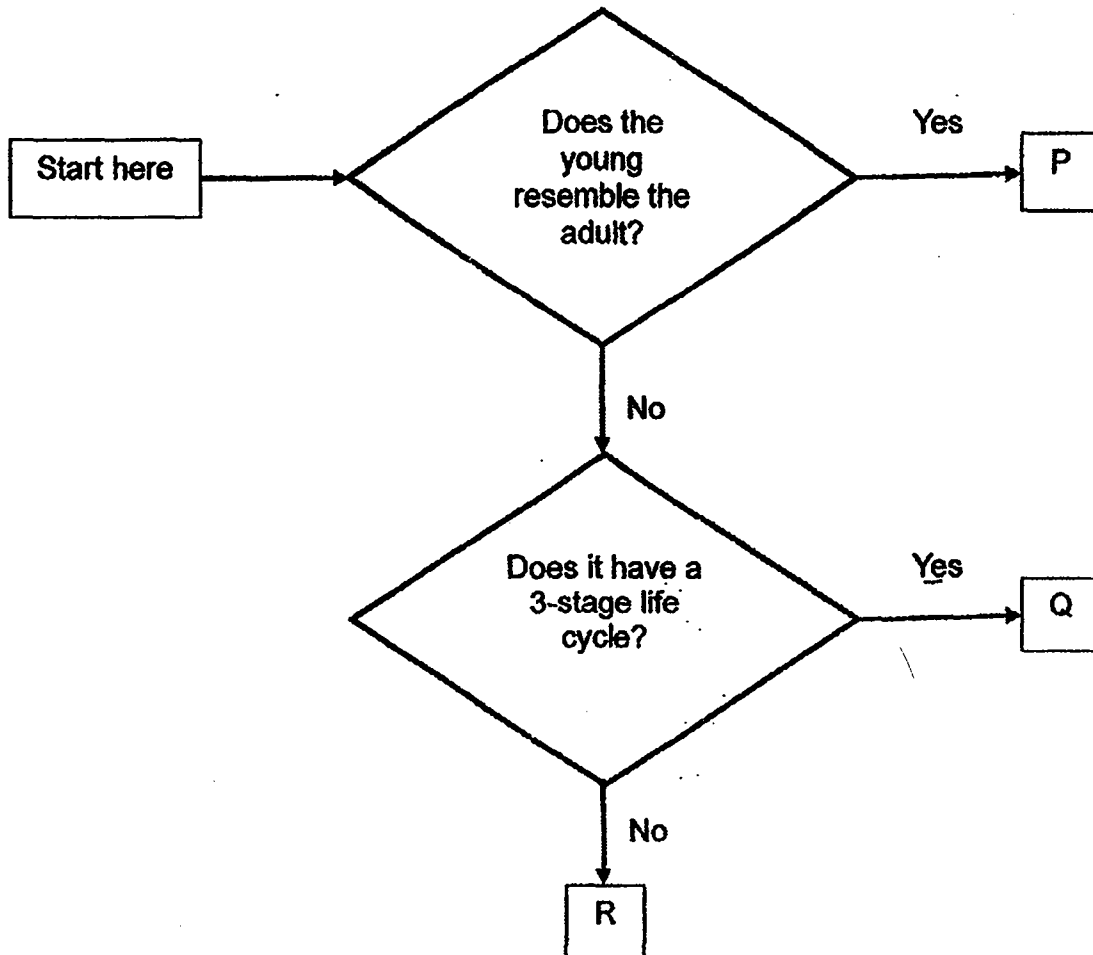 Start here
Does the
young
resemble the
adult?
Yes
P
No
Does it have a
3-stage life
cycle?
Yes
Q
No
R